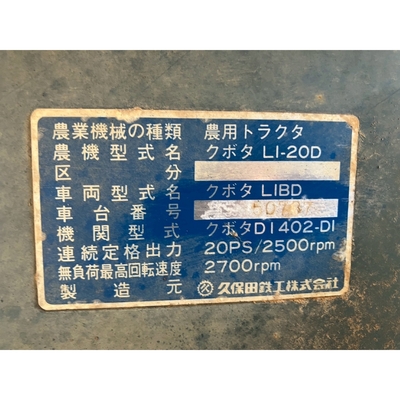 農業機械の種類 農用トラクタ
農機型式名 クボタ L1-20D
区分
車両型式名 クボタ L1BD
車台番号
機関型式 クボタD1402-D1
連続定格出力 20PS/2500rpm
無負荷最高回転速度 2700rpm
製造元 久保田鉄工株式会社